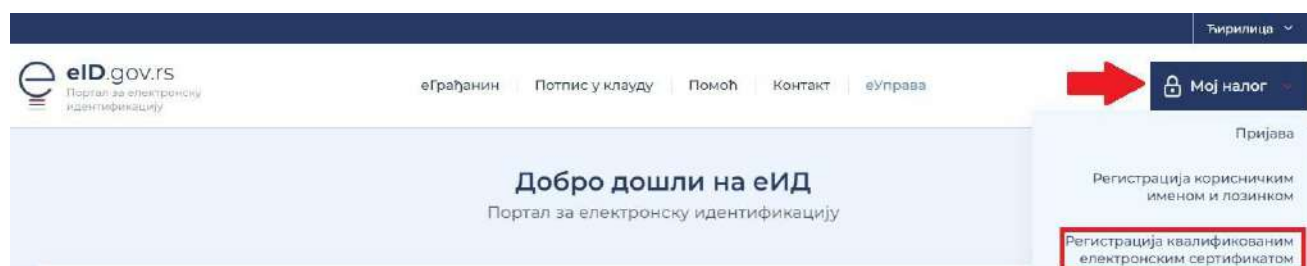 Ћирилица
eID.gov.rs
Портал за електронску
идентификацију
еГрађанин
Потпис у клауду
Помоћ
Контакт
еУправа
Мој налог
Пријава
Регистрација корисничким
именом и лозинком
Регистрација квалификованим
електронским сертификатом
Добро дошли на еИД
Портал за електронску идентификацију